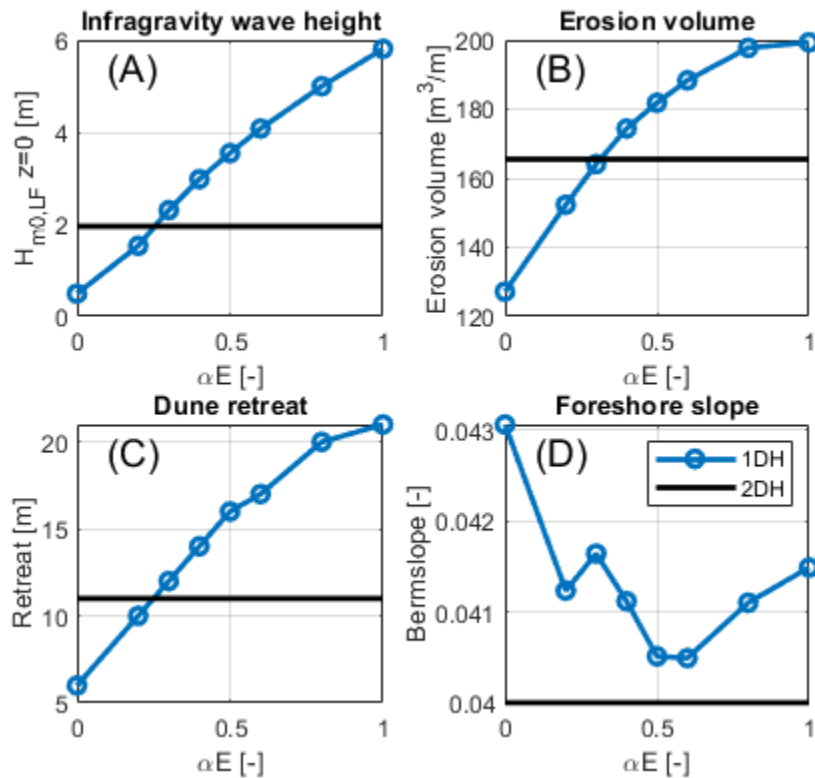 Infragravity wave height
(A)
H_m0,LF z=0 [m]
6
4
2
0
0
0.5
1
αE [-]
Erosion volume
(B)
Erosion volume [m³/m]
200
180
160
140
120
0
0.5
1
αE [-]
Dune retreat
(C)
Retreat [m]
20
15
10
5
0
0.5
1
αE [-]
Foreshore slope
(D)
1DH
2DH
Bermslope [-]
0.043
0.042
0.041
0.04
0
0.5
1
αE [-]